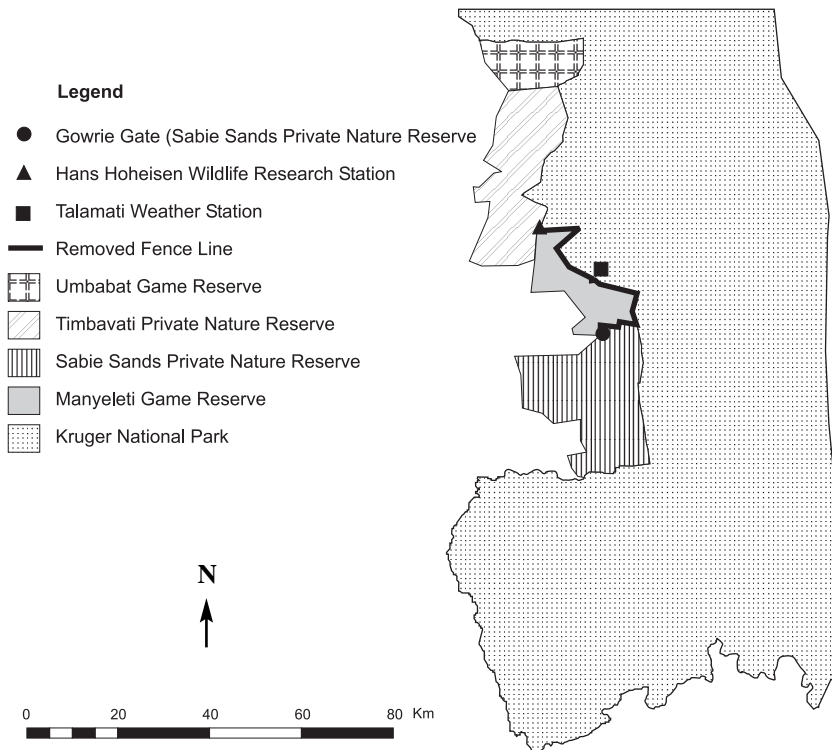 Legend
Gowrie Gate (Sabie Sands Private Nature Reserve
Hans Hoheisen Wildlife Research Station
Talamati Weather Station
Removed Fence Line
Umbabat Game Reserve
Timbavati Private Nature Reserve
Sabie Sands Private Nature Reserve
Manyeleti Game Reserve
Kruger National Park
N
0 20 40 60 80 Km